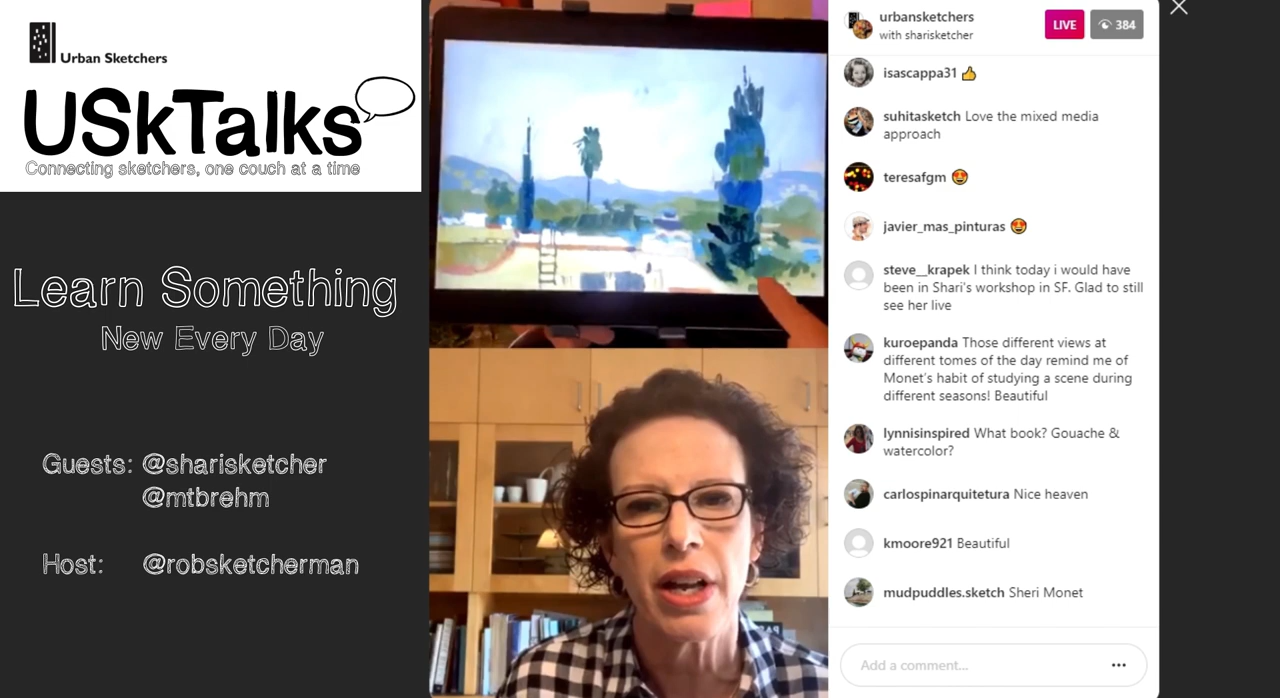 Urban Sketchers
USkTalks
Connecting sketchers, one couch at a time
Learn Something
New Every Day
Guests: @sharisketcher
@mtbrehm
Host: @robsketcherman
urbansketchers
with sharisketcher
LIVE
384
isascappa31 👍
suhitasketch Love the mixed media
approach
teresafgm 😍
javier_mas_pinturas 😍
steve__krapek I think today i would have
been in Shari's workshop in SF. Glad to still
see her live
kuroepanda Those different views at
different tomes of the day remind me of
Monet's habit of studying a scene during
different seasons! Beautiful
lynnisinspired What book? Gouache &
watercolor?
carlospinarquitetura Nice heaven
kmoore921 Beautiful
mudpuddles.sketch Sheri Monet
Add a comment...